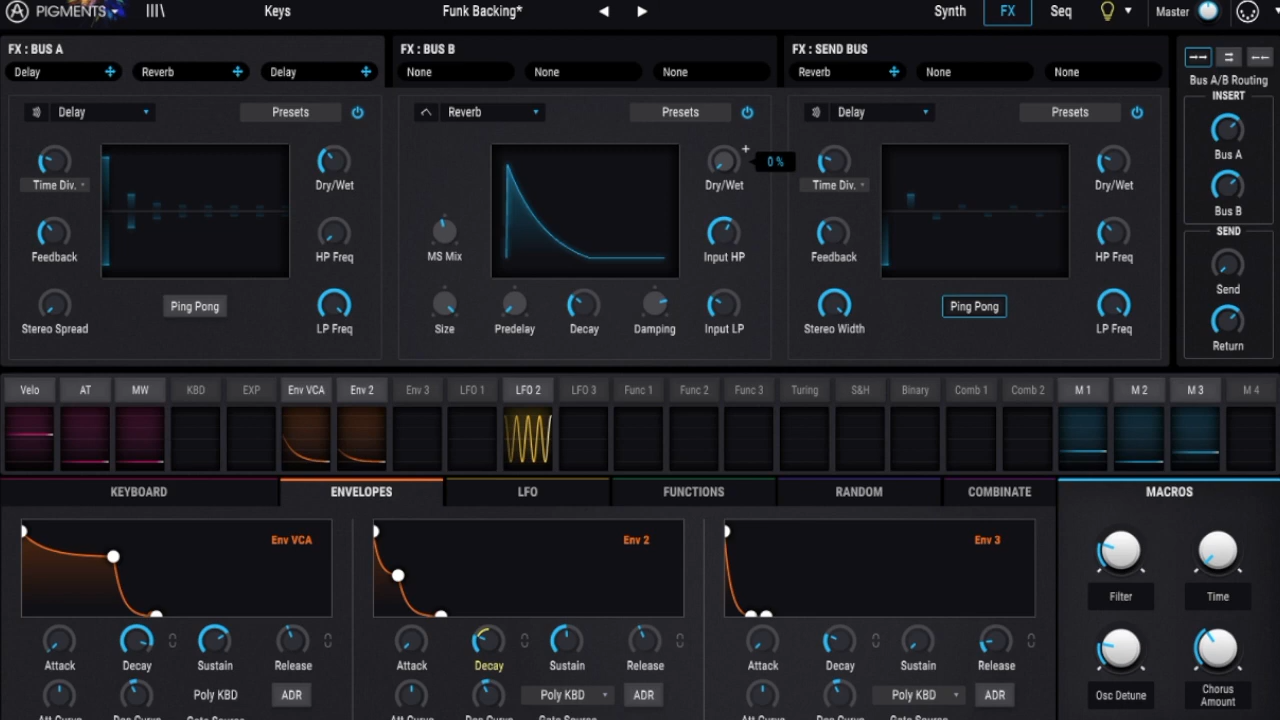 PIGMENTS
Keys
Funk Backing*
Synth
FX
Seq
Master
FX : BUS A
FX : BUS B
FX : SEND BUS
Delay
Reverb
Delay
None
None
None
Reverb
None
None
Bus A/B Routing
INSERT
Bus A
Bus B
SEND
Send
Return
Delay
Presets
Time Div.
Dry/Wet
Feedback
HP Freq
Stereo Spread
Ping Pong
LP Freq
Reverb
Presets
0 %
Dry/Wet
MS Mix
Input HP
Size
Predelay
Decay
Damping
Input LP
Delay
Presets
Time Div.
Dry/Wet
Feedback
HP Freq
Stereo Width
Ping Pong
LP Freq
Velo
AT
MW
KBD
EXP
Env VCA
Env 2
Env 3
LFO 1
LFO 2
LFO 3
Func 1
Func 2
Func 3
Turing
S&H
Binary
Comb 1
Comb 2
M 1
M 2
M 3
M 4
KEYBOARD
ENVELOPES
LFO
FUNCTIONS
RANDOM
COMBINATE
MACROS
Env VCA
Attack
Decay
Sustain
Release
Poly KBD
ADR
Env 2
Attack
Decay
Sustain
Release
Poly KBD
ADR
Env 3
Attack
Decay
Sustain
Release
Poly KBD
ADR
Filter
Time
Osc Detune
Chorus
Amount